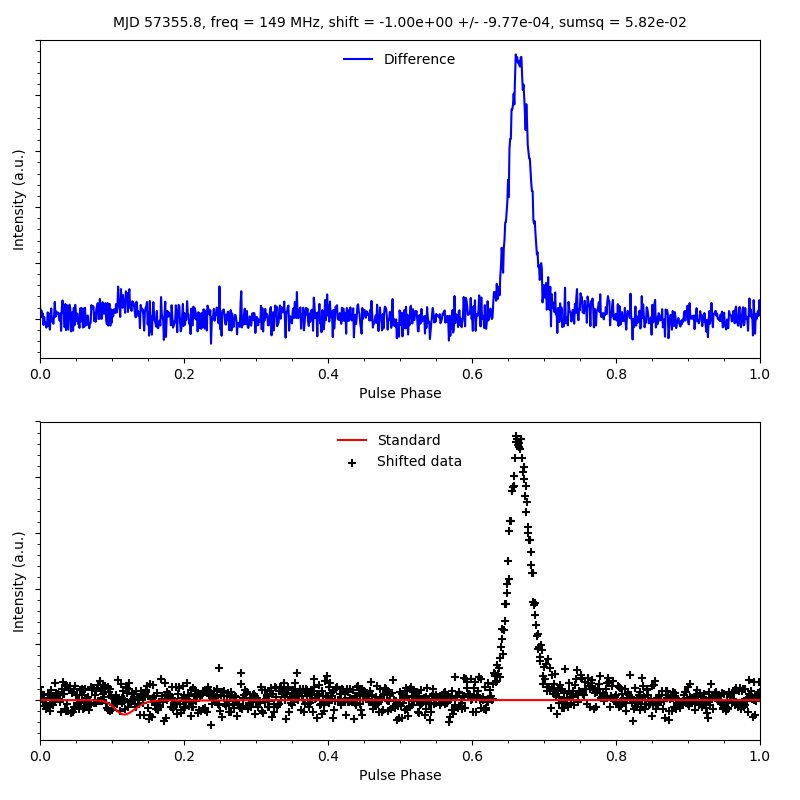 MJD 57355.8, freq = 149 MHz, shift = -1.00e+00 +/- -9.77e-04, sumsq = 5.82e-02
Difference
Intensity (a.u.)
0.0 0.2 0.4 0.6 0.8 1.0
Pulse Phase
Standard
Shifted data
Intensity (a.u.)
0.0 0.2 0.4 0.6 0.8 1.0
Pulse Phase